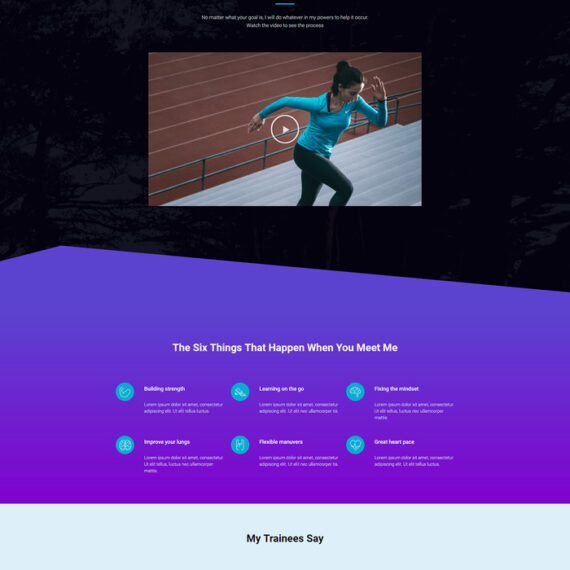 No matter what your goal is, I will do whatever in my powers to help it occur.
Watch the video to see the process
The Six Things That Happen When You Meet Me
Building strength
Lorem ipsum dolor sit amet, consectetur
adipiscing elit. Ut elit tellus luctus.
Learning on the go
Lorem ipsum dolor sit amet, consectetur
adipiscing elit. Ut elit nec ullamcorper tis.
Fixing the mindset
Lorem ipsum dolor sit amet, consectetur
adipiscing elit. Ut elit nec ullamcorper
mattis.
Improve your lungs
Lorem ipsum dolor sit amet, consectetur
Ut elit tellus, luctus nec ullamcorper
mattis.
Flexible manuvers
Lorem ipsum dolor sit amet, consectetur
adipiscing elit. Ut elit nec ullamcorper tis.
Great heart pace
Lorem ipsum dolor sit amet, consectetur
adipiscing elit. Ut elit tellus, luctus.
My Trainees Say